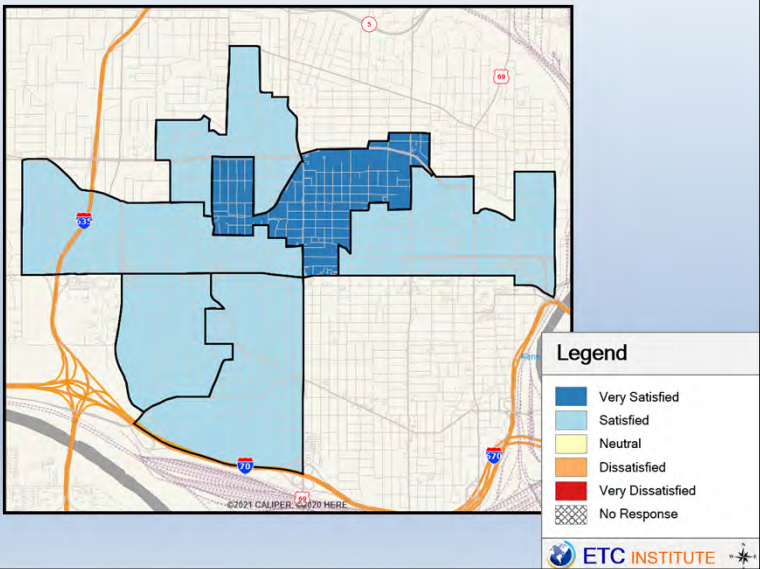 5
69
635
Kans
Legend
Very Satisfied
Satisfied
Neutral
Dissatisfied
Very Dissatisfied
No Response
670
70
69
©2021 CALIPER; ©2020 HERE
ETC INSTITUTE